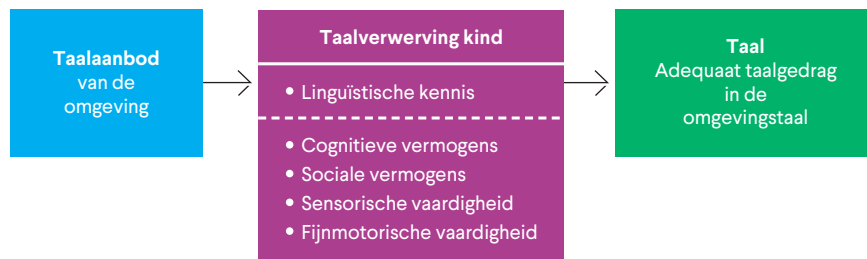 Taalaanbod
van de
omgeving
Taalverwerving kind
• Linguïstische kennis
• Cognitieve vermogens
• Sociale vermogens
• Sensorische vaardigheid
• Fijnmotorische vaardigheid
Taal
Adequaat taalgedrag
in de
omgevingstaal